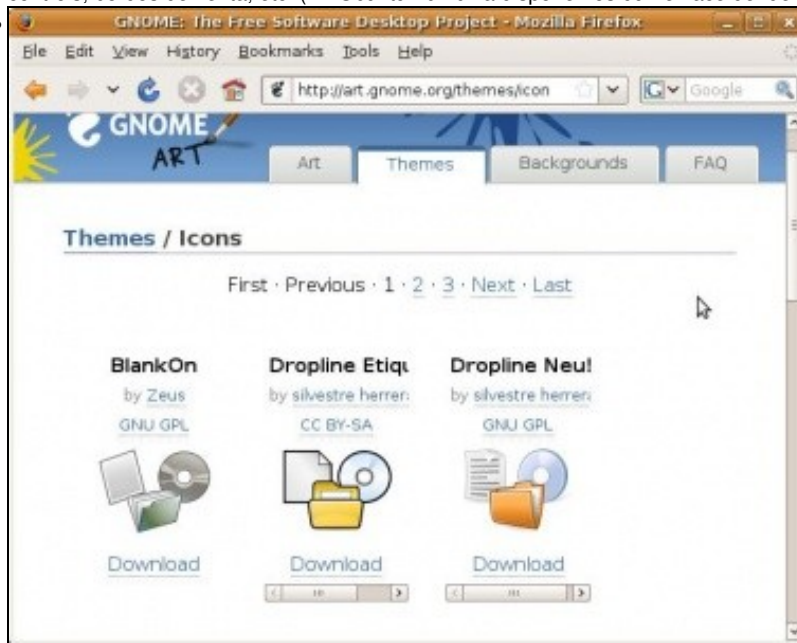 GNOME: The Free Software Desktop Project - Mozilla Firefox
File Edit View History Bookmarks Tools Help
http://art.gnome.org/themes/icon
Google
GNOME
ART
Art Themes Backgrounds FAQ
Themes / Icons
First · Previous · 1 · 2 · 3 · Next · Last
BlankOn Dropline Etiqu Dropline Neu!
by Zeus by silvestre herrera by silvestre herrera
GNU GPL CC BY-SA GNU GPL
Download Download Download